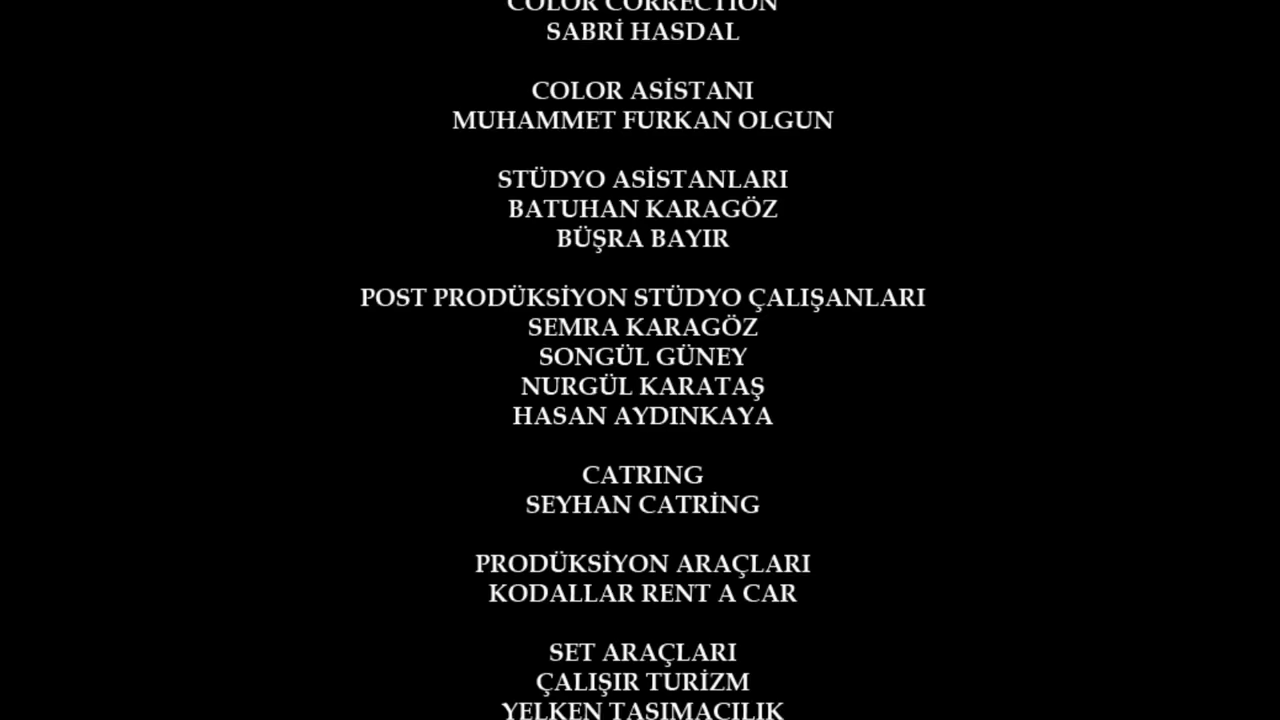 COLOR CORRECTION
SABRİ HASDAL
COLOR ASİSTANI
MUHAMMET FURKAN OLGUN
STÜDYO ASİSTANLARI
BATUHAN KARAGÖZ
BÜŞRA BAYIR
POST PRODÜKSİYON STÜDYO ÇALIŞANLARI
SEMRA KARAGÖZ
SONGÜL GÜNEY
NURGÜL KARATAŞ
HASAN AYDINKAYA
CATRING
SEYHAN CATRİNG
PRODÜKSİYON ARAÇLARI
KODALLAR RENT A CAR
SET ARAÇLARI
ÇALIŞIR TURİZM
YELKEN TAŞIMACILIK